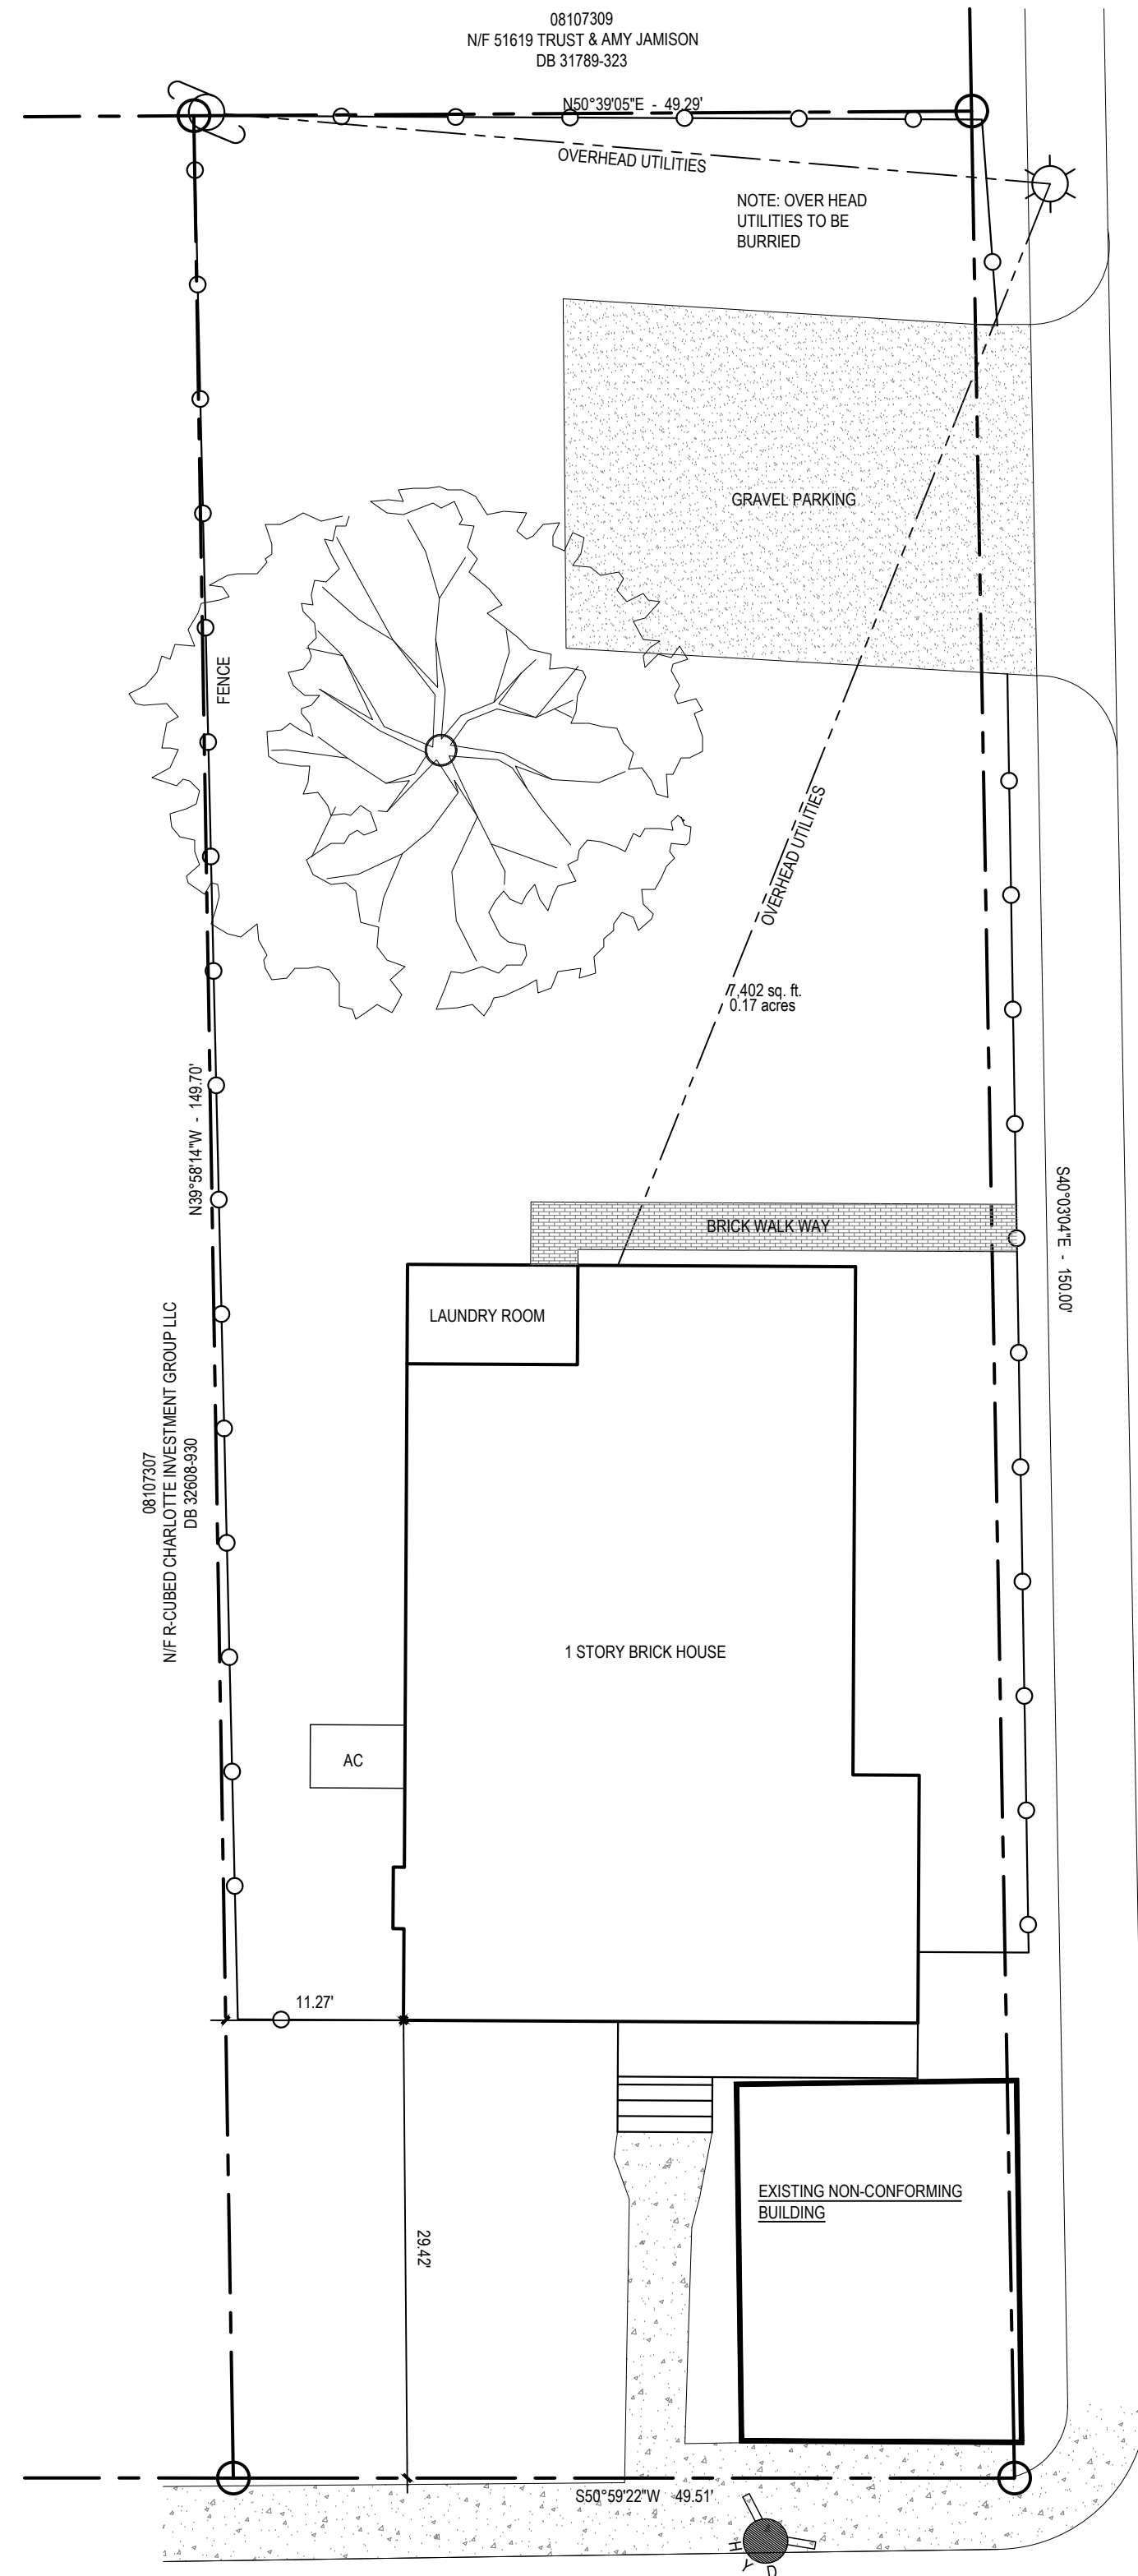 08107309
N/F 51619 TRUST & AMY JAMISON
DB 31789-323
N50°39'05"E - 49.29'
OVERHEAD UTILITIES
NOTE: OVER HEAD
UTILITIES TO BE
BURRIED
GRAVEL PARKING
FENCE
OVERHEAD UTILITIES
7,402 sq. ft.
0.17 acres
N39°58'14"W - 149.70'
S40°03'04"E - 150.00'
BRICK WALK WAY
LAUNDRY ROOM
08107307
N/F R-CUBED CHARLOTTE INVESTMENT GROUP LLC
DB 32608-930
1 STORY BRICK HOUSE
AC
11.27'
EXISTING NON-CONFORMING
BUILDING
29.42'
S50°59'22"W 49.51'
HYD